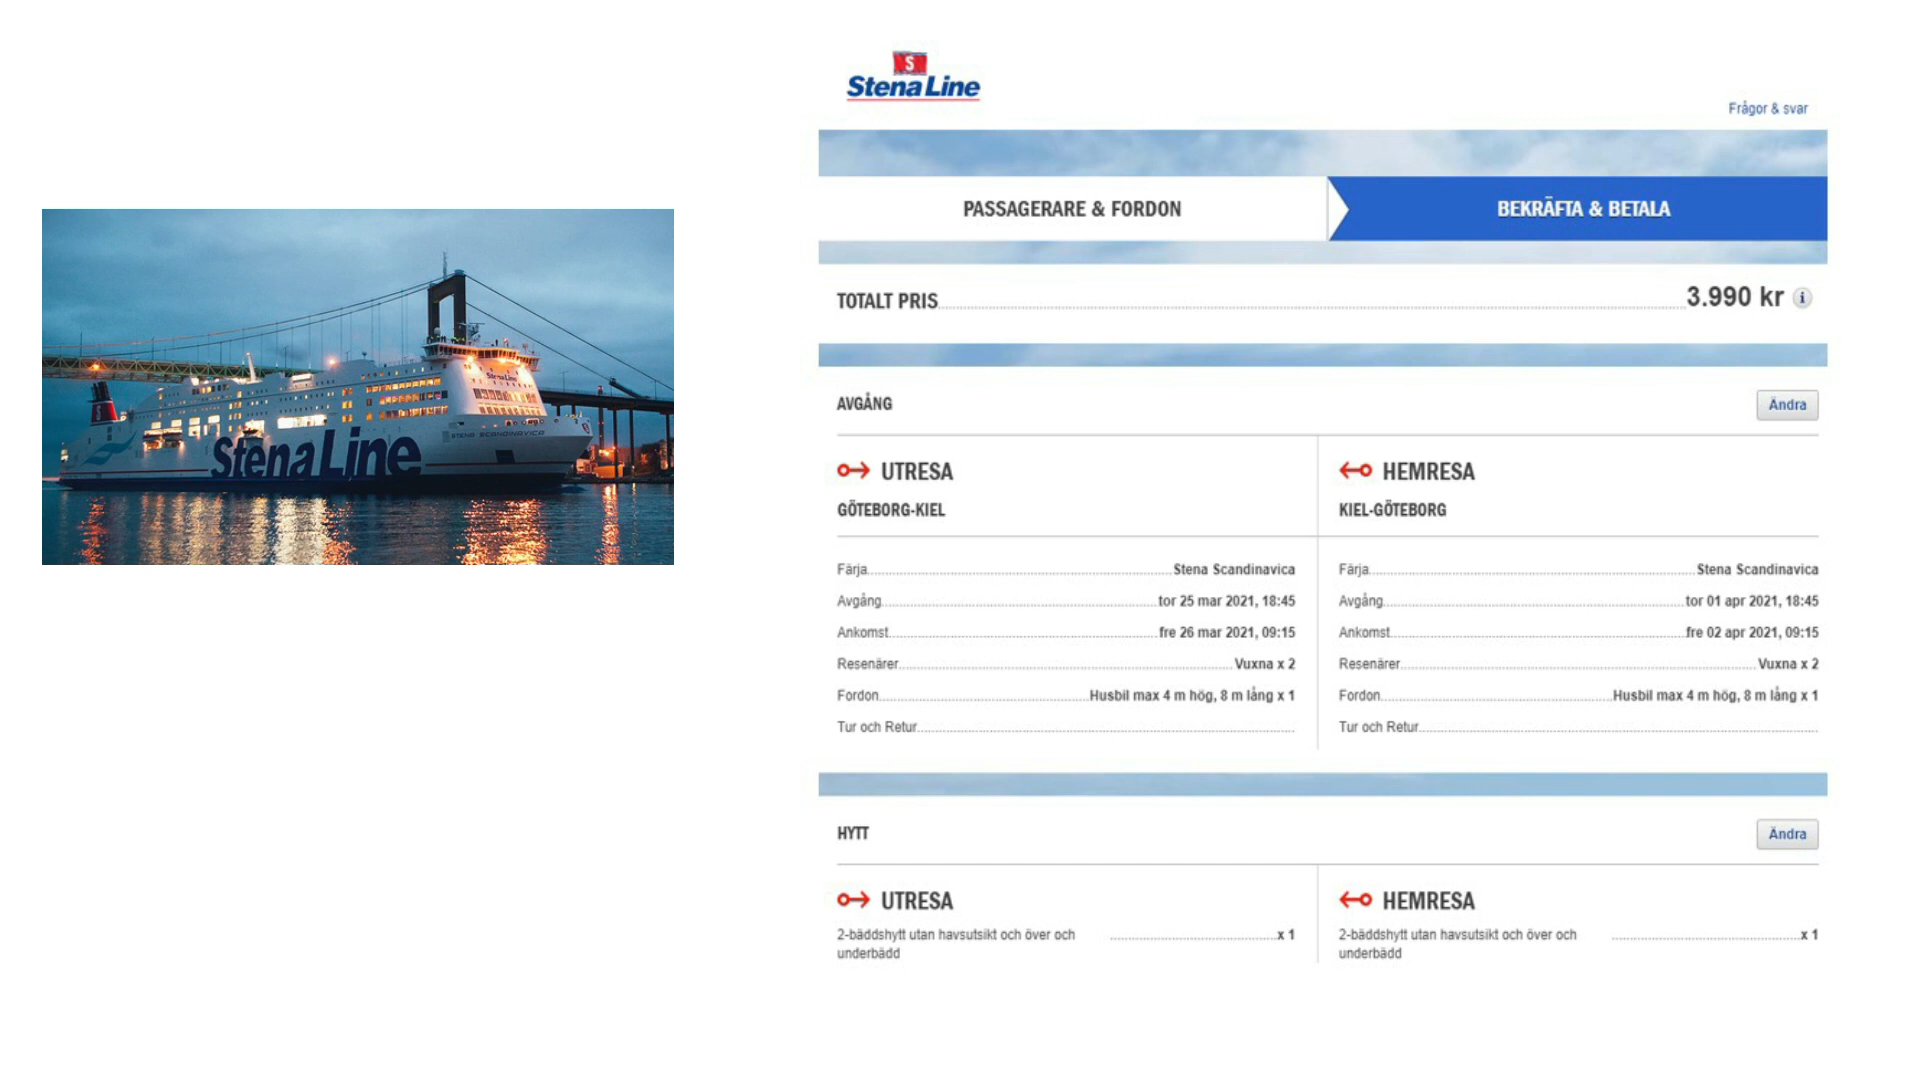 StenaLine
STENA SCANDINAVICA
StenaLine
S
StenaLine
Frågor & svar
PASSAGERARE & FORDON
BEKRÄFTA & BETALA
TOTALT PRIS 3.990 kr i
AVGÅNG
Ändra
UTRESA
GÖTEBORG-KIEL
Färja Stena Scandinavica
Avgång tor 25 mar 2021, 18:45
Ankomst fre 26 mar 2021, 09:15
Resenärer Vuxna x 2
Fordon Husbil max 4 m hög, 8 m lång x 1
Tur och Retur
HEMRESA
KIEL-GÖTEBORG
Färja Stena Scandinavica
Avgång tor 01 apr 2021, 18:45
Ankomst fre 02 apr 2021, 09:15
Resenärer Vuxna x 2
Fordon Husbil max 4 m hög, 8 m lång x 1
Tur och Retur
HYTT
Ändra
UTRESA
2-bäddshytt utan havsutsikt och över och x 1
underbädd
HEMRESA
2-bäddshytt utan havsutsikt och över och x 1
underbädd